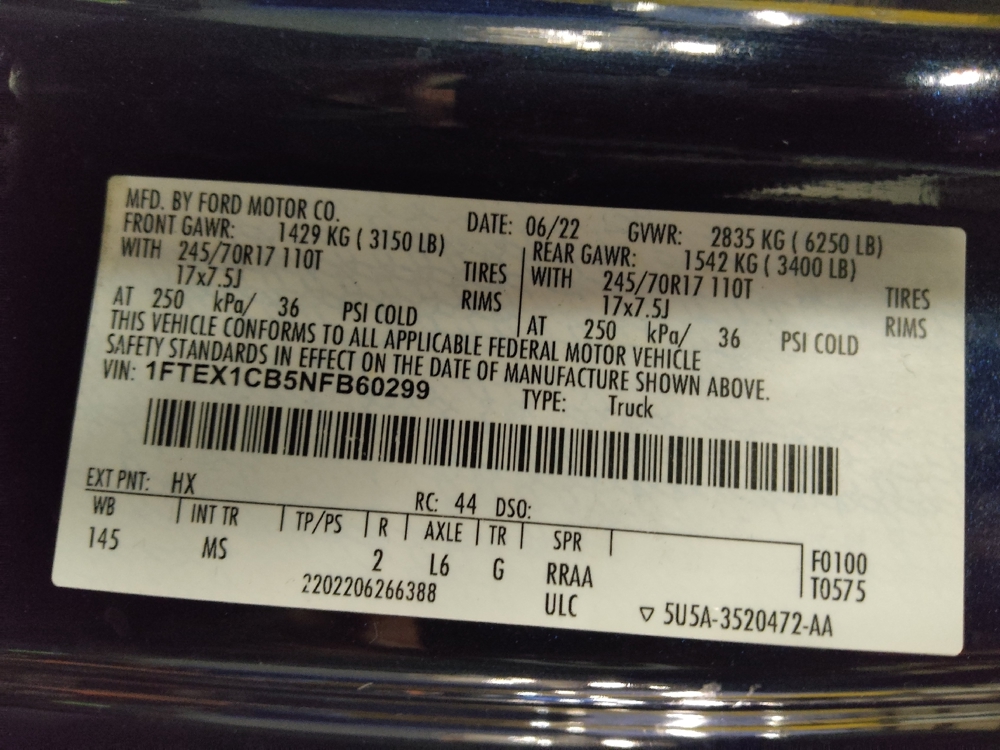 MFD. BY FORD MOTOR CO. DATE: 06/22 GVWR: 2835 KG ( 6250 LB)
FRONT GAWR: 1429 KG ( 3150 LB) REAR GAWR: 1542 KG ( 3400 LB)
WITH 245/70R17 110T TIRES WITH 245/70R17 110T TIRES
17x7.5J RIMS 17x7.5J RIMS
AT 250 kPa/ 36 PSI COLD AT 250 kPa/ 36 PSI COLD
THIS VEHICLE CONFORMS TO ALL APPLICABLE FEDERAL MOTOR VEHICLE
SAFETY STANDARDS IN EFFECT ON THE DATE OF MANUFACTURE SHOWN ABOVE.
VIN: 1FTEX1CB5NFB60299 TYPE: Truck
EXT PNT: HX RC: 44 DSO:
WB INT TR TP/PS R AXLE TR SPR F0100
145 MS 2 L6 G RRAA T0575
2202206266388 ULC ▽ 5U5A-3520472-AA